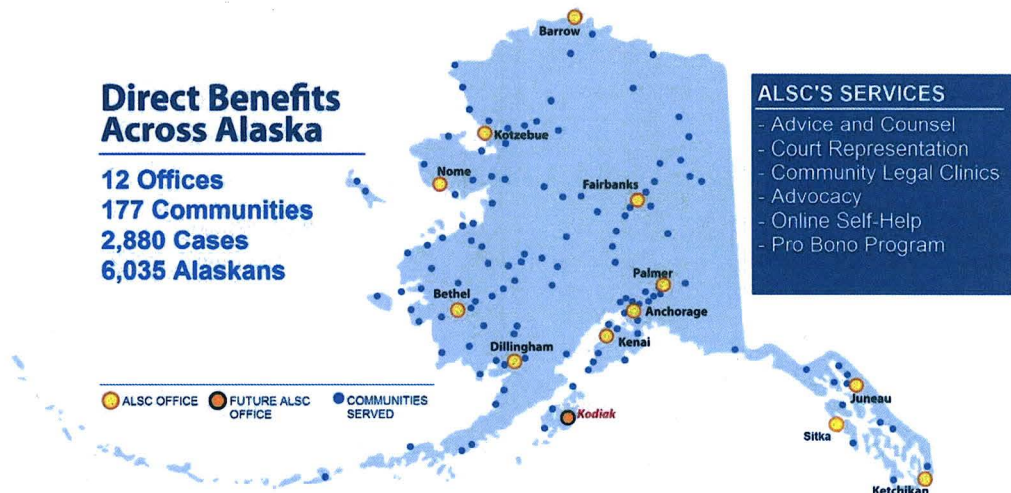 Direct Benefits
Across Alaska
12 Offices
177 Communities
2,880 Cases
6,035 Alaskans
ALSC'S SERVICES
- Advice and Counsel
- Court Representation
- Community Legal Clinics
- Advocacy
- Online Self-Help
- Pro Bono Program
Barrow
Kotzebue
Nome
Fairbanks
Palmer
Bethel
Anchorage
Kenai
Dillingham
Kodiak
Juneau
Sitka
Ketchikan
ALSC OFFICE
FUTURE ALSC
OFFICE
COMMUNITIES
SERVED